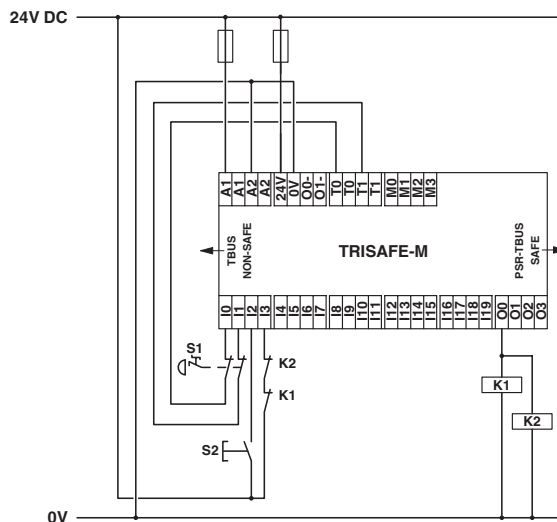 24V DC
A1 A1 A2 A2 24V 0V O0- O1- T0 T0 T1 T1 M0 M1 M2 M3
TBUS
NON-SAFE
TRISAFE-M
PSR-TBUS
SAFE
I0 I1 I2 I3 I4 I5 I6 I7 I8 I9 I10 I11 I12 I13 I14 I15 I16 I17 I18 I19 O0 O1 O2 O3
S1
K2
K1
K1
K2
S2
0V